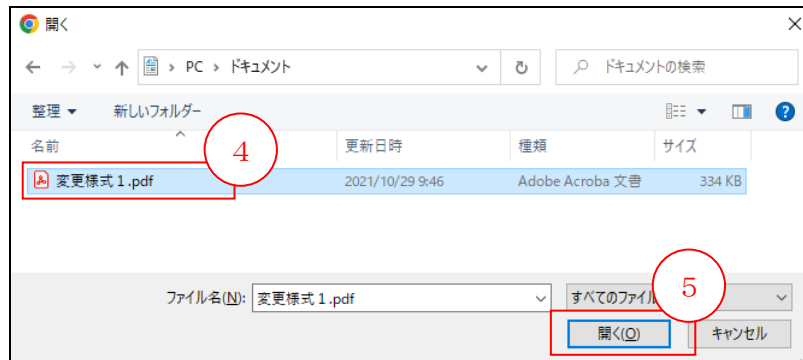 開く
PC › ドキュメント
ドキュメントの検索
整理 新しいフォルダー
名前 更新日時 種類 サイズ
4
変更様式１.pdf 2021/10/29 9:46 Adobe Acroba 文書 334 KB
ファイル名(N): 変更様式１.pdf すべてのファイル
5
開く(O) キャンセル